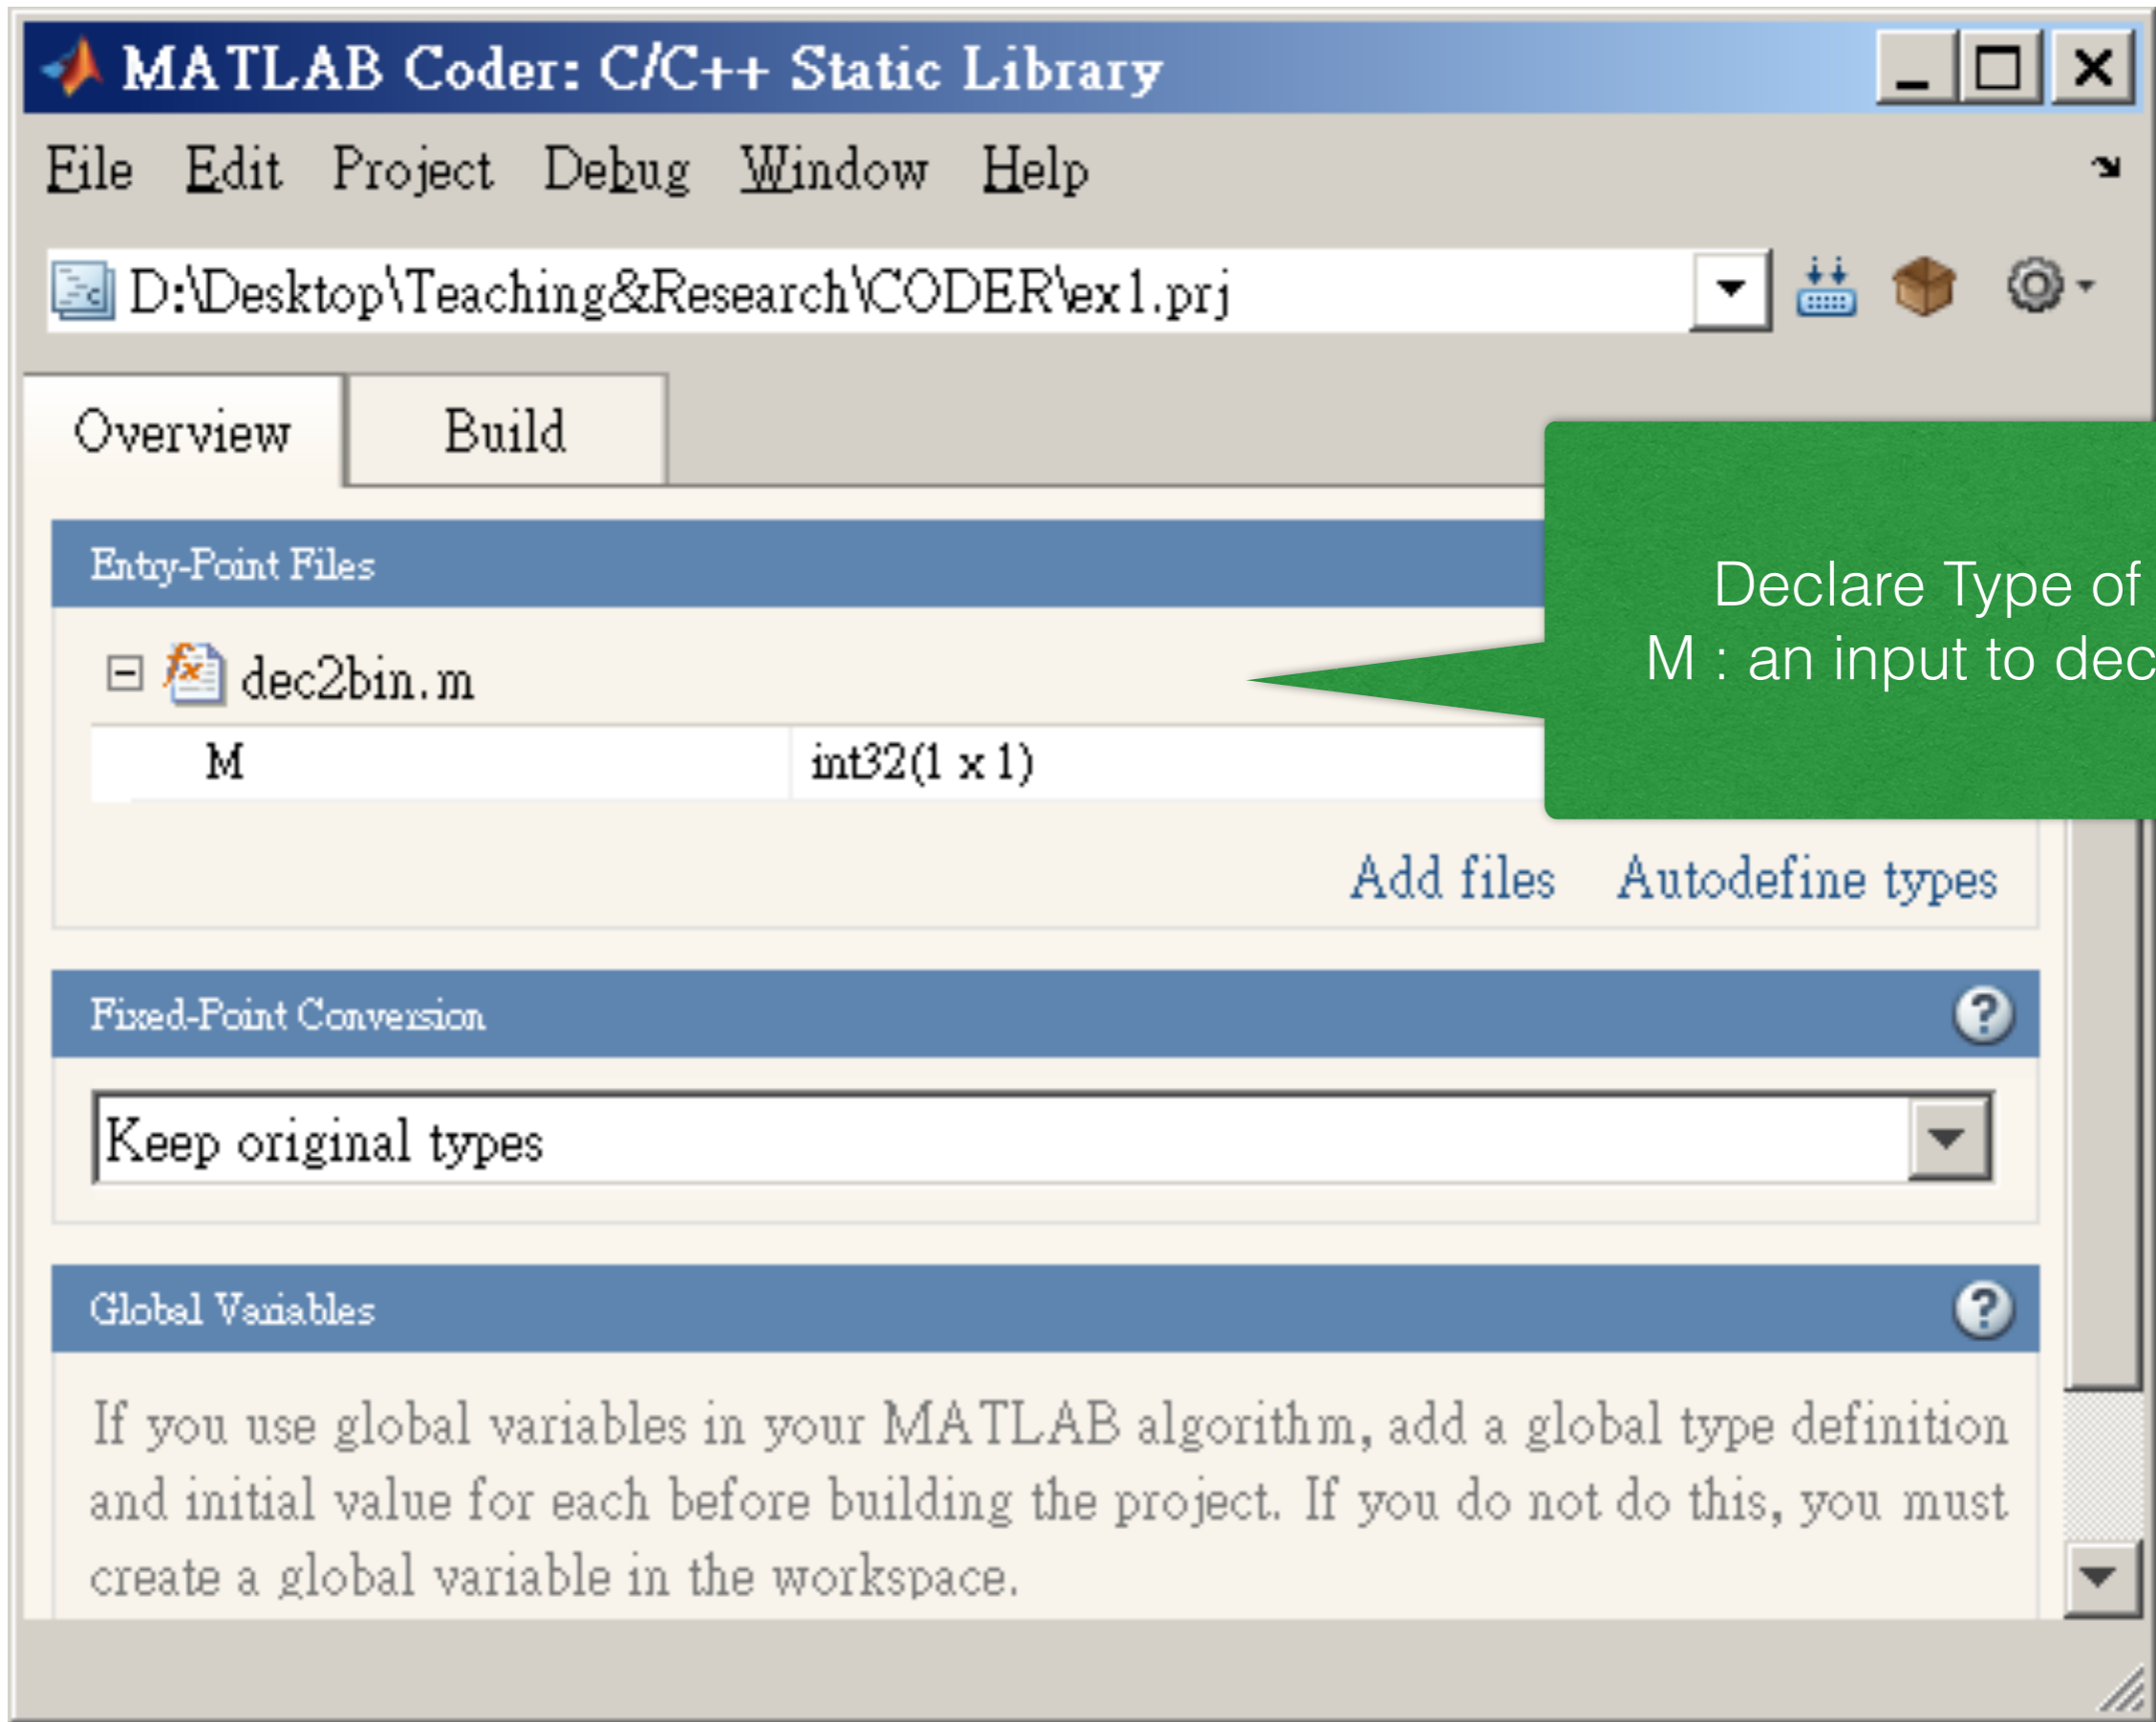 MATLAB Coder: C/C++ Static Library
File Edit Project Debug Window Help
D:\Desktop\Teaching&Research\CODER\ex1.prj
Overview Build
Entry-Point Files
Declare Type of
M : an input to dec
dec2bin.m
M int32(1 x 1)
Add files Autodefine types
Fixed-Point Conversion
Keep original types
Global Variables
If you use global variables in your MATLAB algorithm, add a global type definition
and initial value for each before building the project. If you do not do this, you must
create a global variable in the workspace.